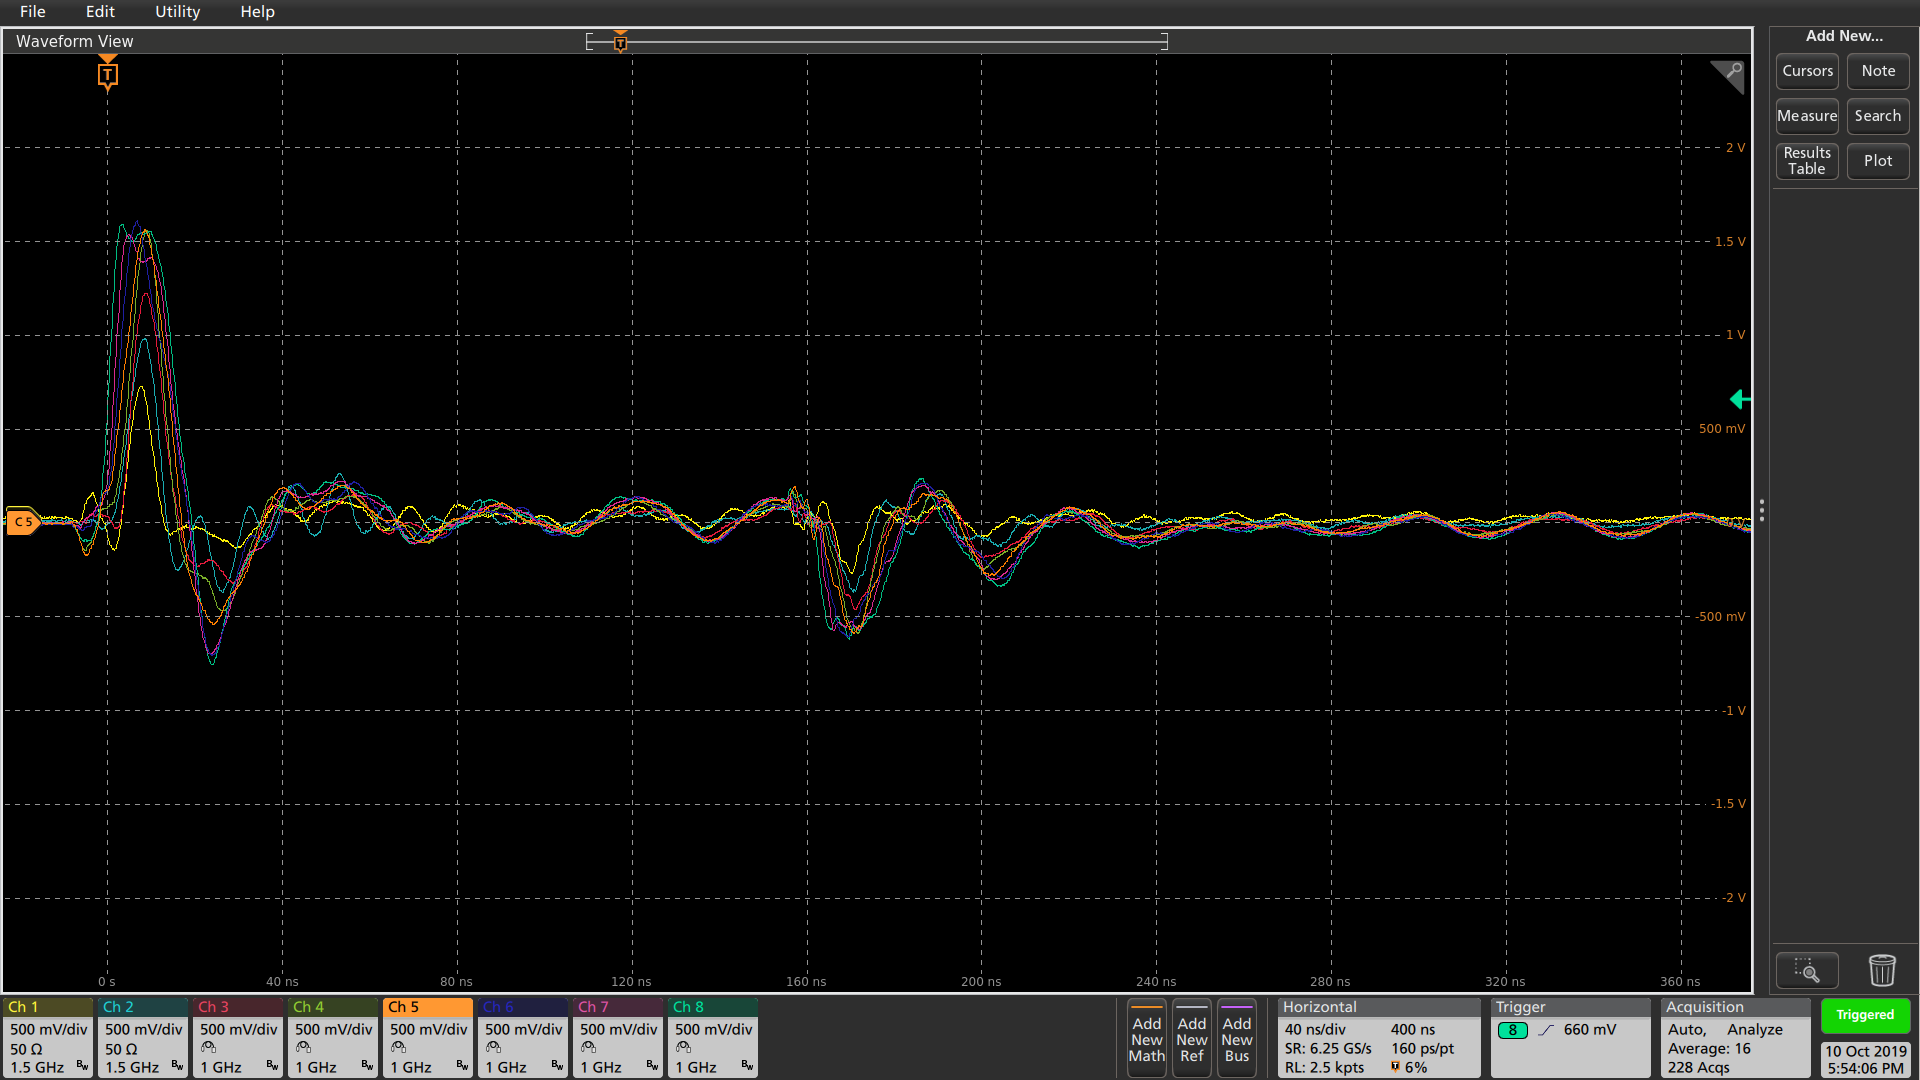 File Edit Utility Help
Waveform View
T
T
2 V
1.5 V
1 V
500 mV
C 5
-500 mV
-1 V
-1.5 V
-2 V
0 s 40 ns 80 ns 120 ns 160 ns 200 ns 240 ns 280 ns 320 ns 360 ns
Add New...
Cursors Note
Measure Search
Results Table Plot
Ch 1
500 mV/div
50 Ω
1.5 GHz Bw
Ch 2
500 mV/div
50 Ω
1.5 GHz Bw
Ch 3
500 mV/div
1 GHz Bw
Ch 4
500 mV/div
1 GHz Bw
Ch 5
500 mV/div
1 GHz Bw
Ch 6
500 mV/div
1 GHz Bw
Ch 7
500 mV/div
1 GHz Bw
Ch 8
500 mV/div
1 GHz Bw
Add
New
Math
Add
New
Ref
Add
New
Bus
Horizontal
40 ns/div 400 ns
SR: 6.25 GS/s 160 ps/pt
RL: 2.5 kpts 6%
Trigger
8 660 mV
Acquisition
Auto, Analyze
Average: 16
228 Acqs
Triggered
10 Oct 2019
5:54:06 PM